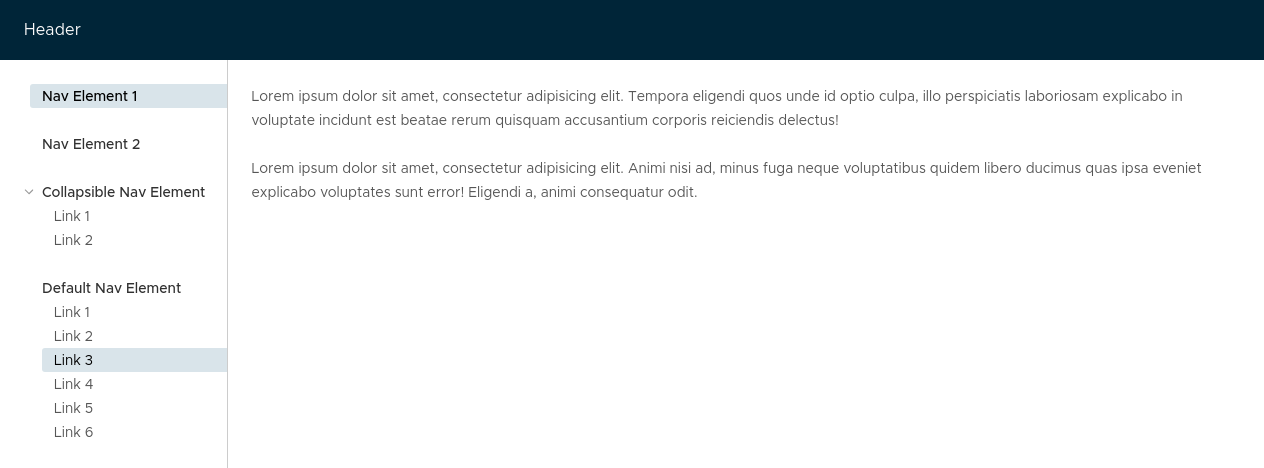 Header
Nav Element 1
Nav Element 2
Collapsible Nav Element
Link 1
Link 2
Default Nav Element
Link 1
Link 2
Link 3
Link 4
Link 5
Link 6
Lorem ipsum dolor sit amet, consectetur adipisicing elit. Tempora eligendi quos unde id optio culpa, illo perspiciatis laboriosam explicabo in
voluptate incidunt est beatae rerum quisquam accusantium corporis reiciendis delectus!
Lorem ipsum dolor sit amet, consectetur adipisicing elit. Animi nisi ad, minus fuga neque voluptatibus quidem libero ducimus quas ipsa eveniet
explicabo voluptates sunt error! Eligendi a, animi consequatur odit.